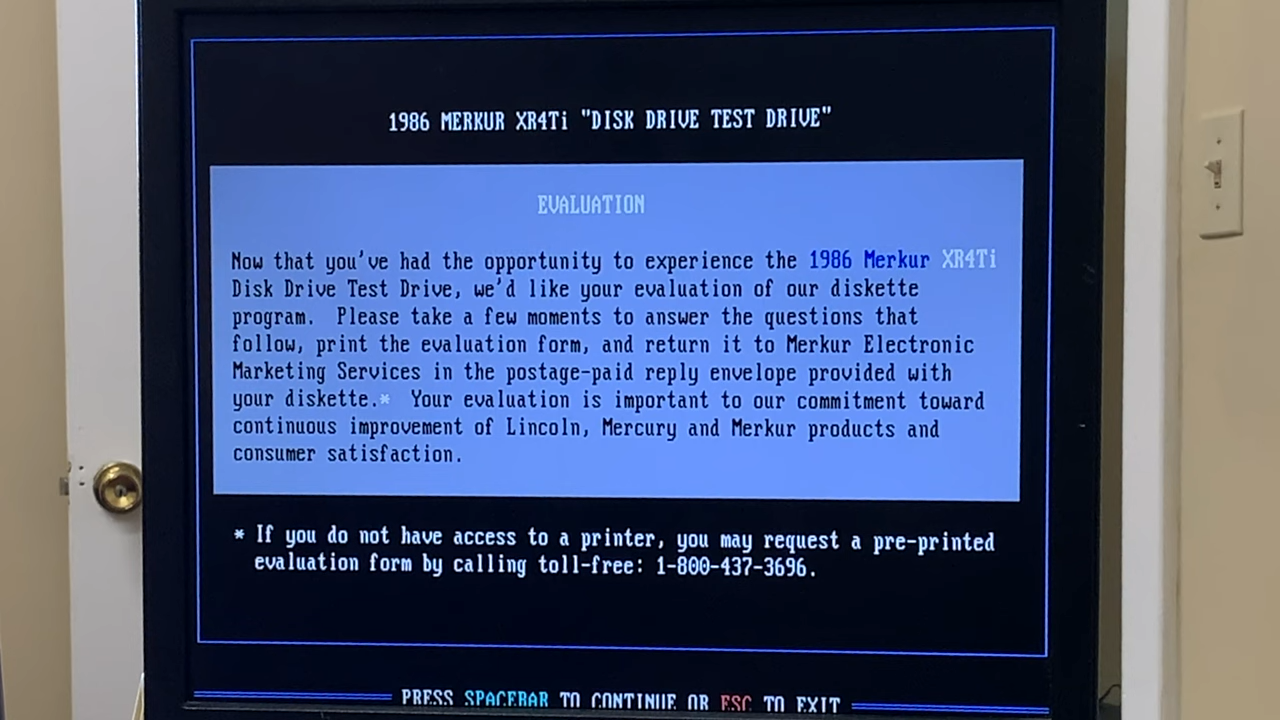 1986 MERKUR XR4Ti "DISK DRIVE TEST DRIVE"
EVALUATION
Now that you've had the opportunity to experience the 1986 Merkur XR4Ti
Disk Drive Test Drive, we'd like your evaluation of our diskette
program. Please take a few moments to answer the questions that
follow, print the evaluation form, and return it to Merkur Electronic
Marketing Services in the postage-paid reply envelope provided with
your diskette.* Your evaluation is important to our commitment toward
continuous improvement of Lincoln, Mercury and Merkur products and
consumer satisfaction.
* If you do not have access to a printer, you may request a pre-printed
evaluation form by calling toll-free: 1-800-437-3696.
PRESS SPACEBAR TO CONTINUE OR ESC TO EXIT